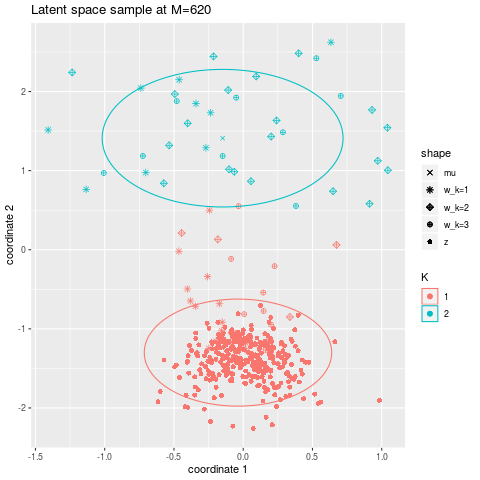 Latent space sample at M=620
coordinate 2
2
1
0
-1
-2
-1.5
-1.0
-0.5
0.0
0.5
1.0
coordinate 1
shape
mu
w_k=1
w_k=2
w_k=3
z
K
1
2